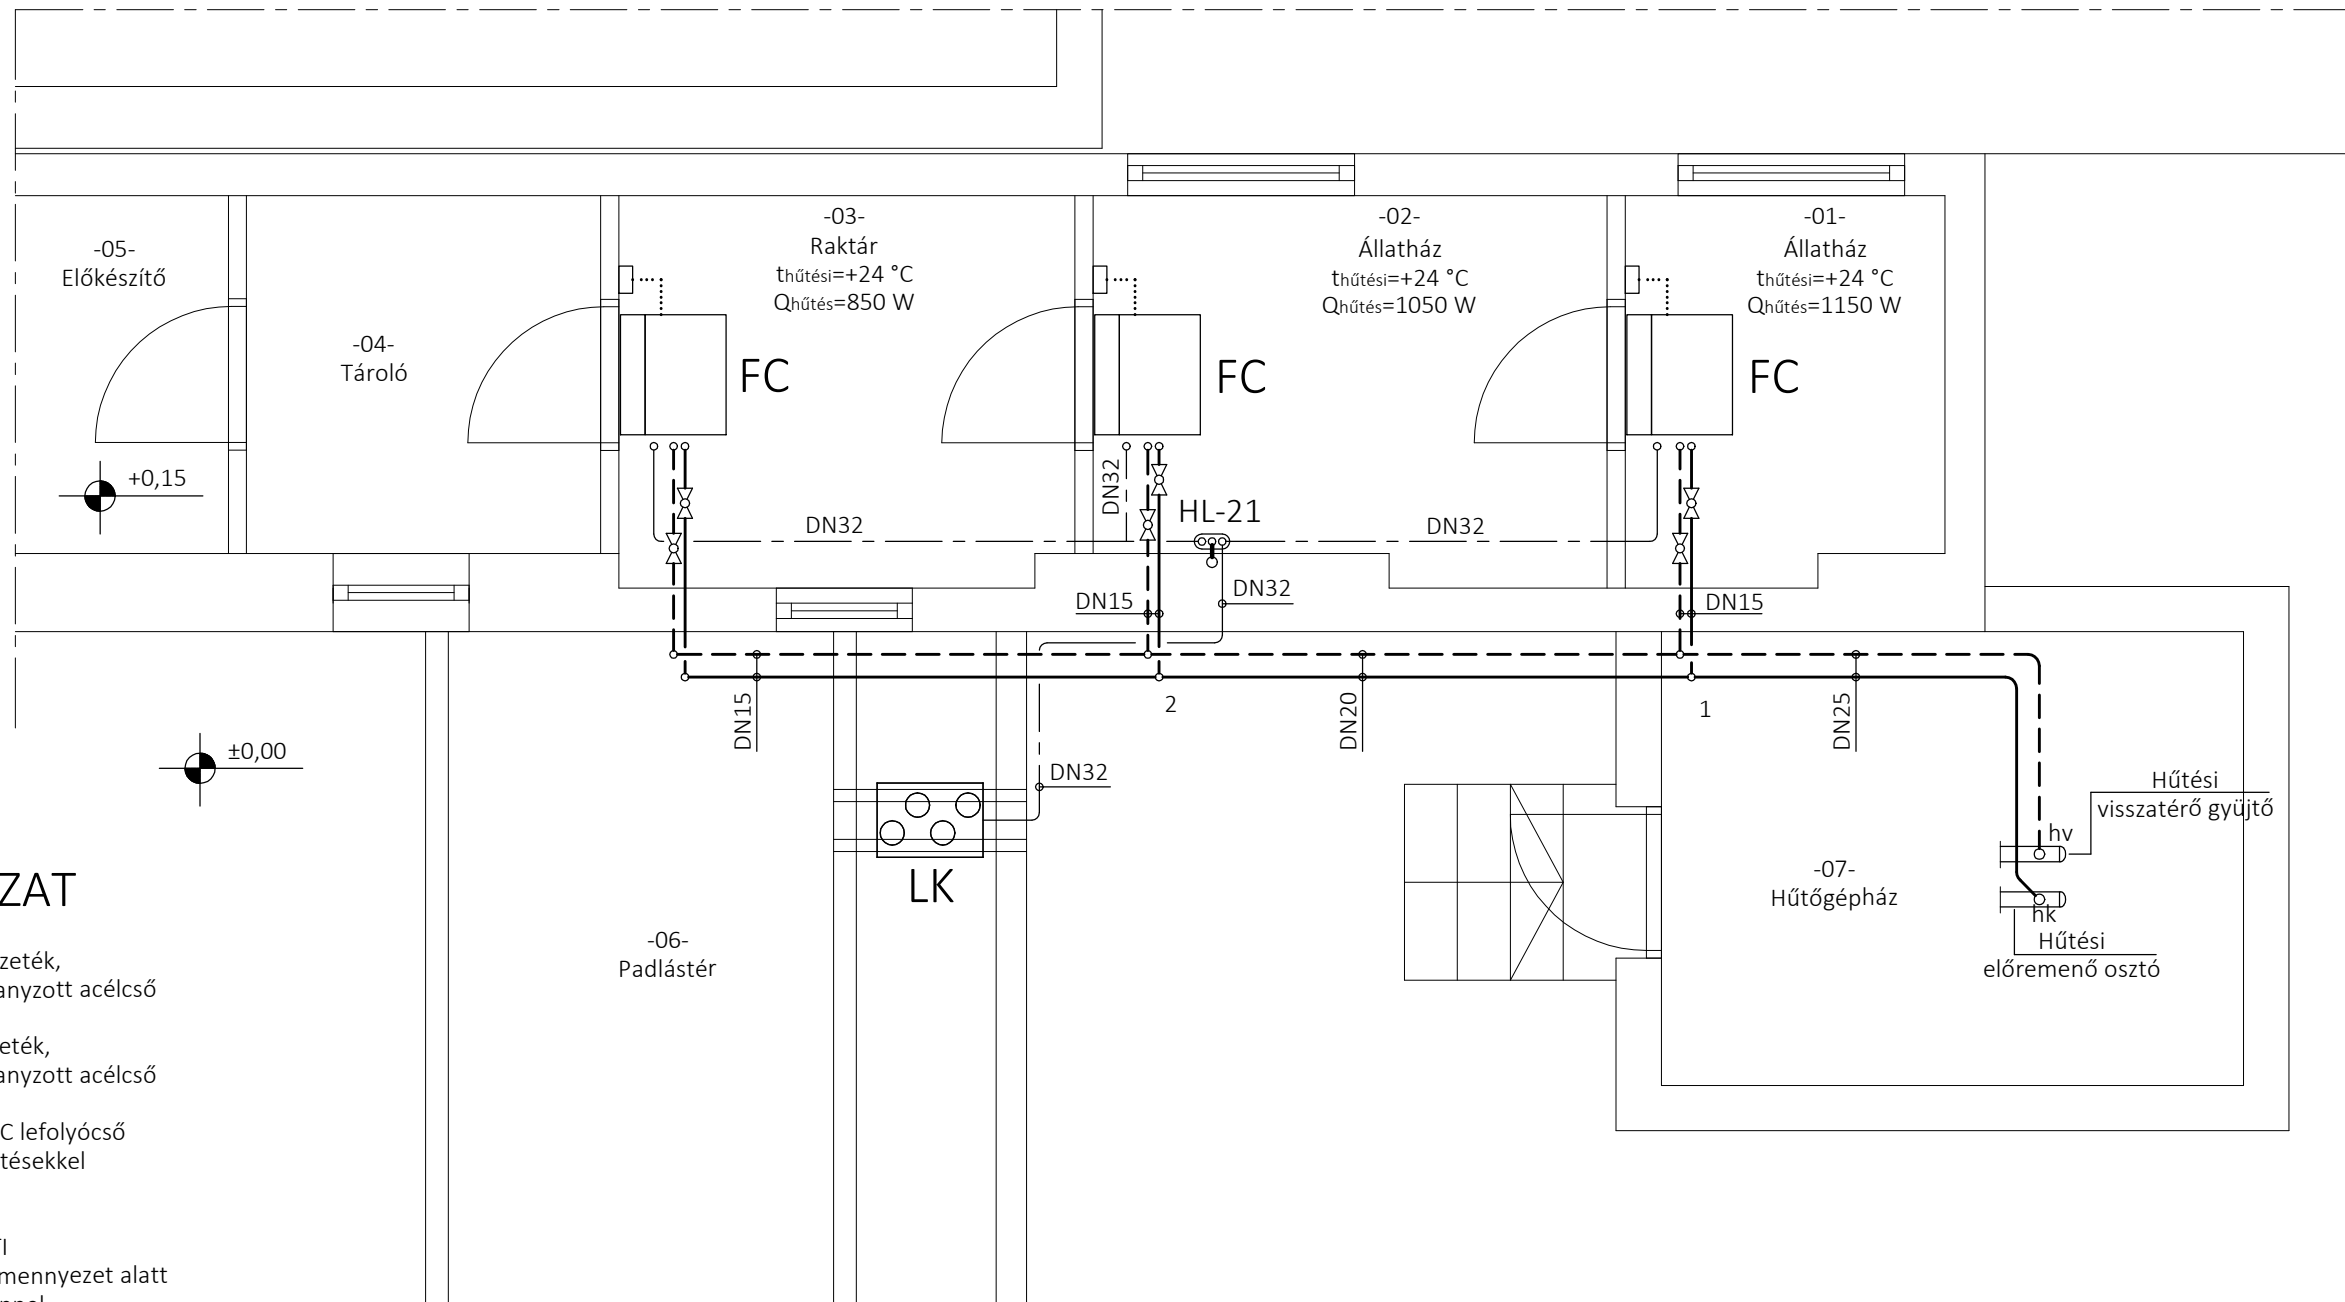 -05-
Előkészítő
-04-
Tároló
-03-
Raktár
thűtési=+24 °C
Qhűtés=850 W
-02-
Állatház
thűtési=+24 °C
Qhűtés=1050 W
-01-
Állatház
thűtési=+24 °C
Qhűtés=1150 W
FC
FC
FC
+0,15
DN32
DN32
HL-21
DN32
DN15
DN32
DN15
DN15
2
DN20
1
DN25
±0,00
DN32
LK
-06-
Padlástér
-07-
Hűtőgépház
Hűtési
visszatérő gyüjtő
hv
hk
Hűtési
előremenő osztó
ZAT
zeték,
anyzott acélcső
eték,
anyzott acélcső
C lefolyócső
tésekkel
mennyezet alatt